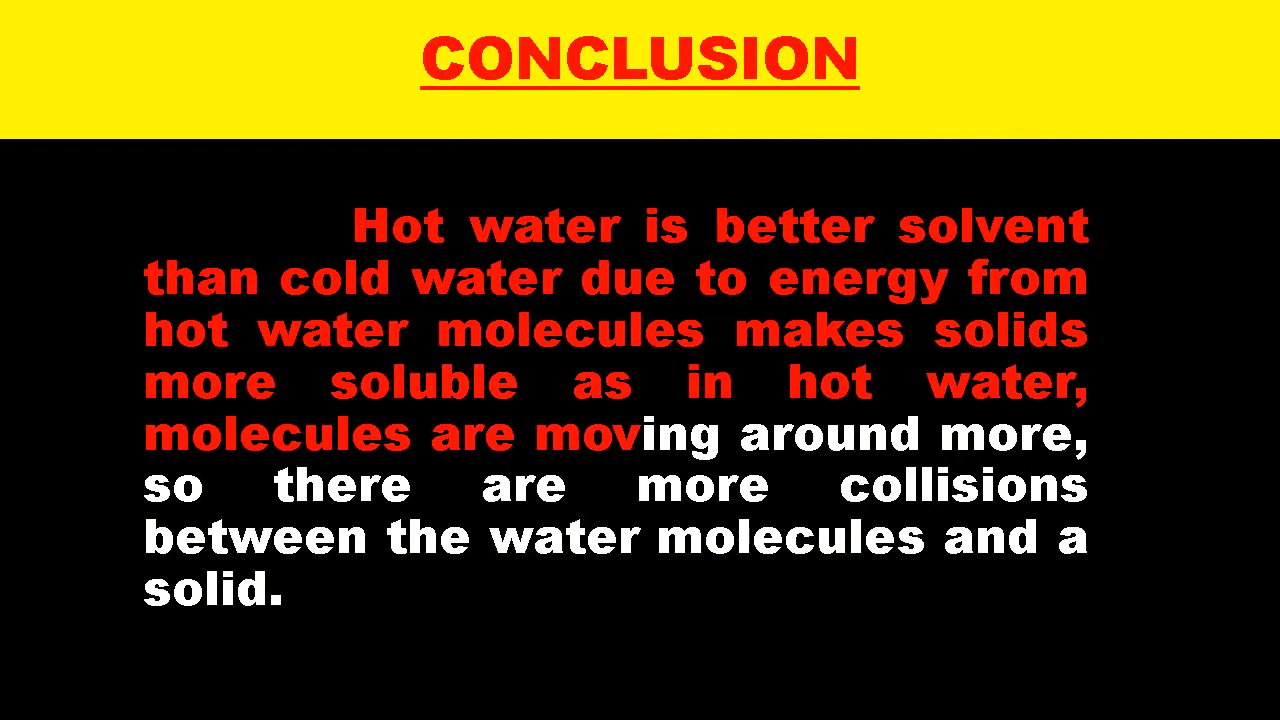 CONCLUSION
Hot water is better solvent
than cold water due to energy from
hot water molecules makes solids
more soluble as in hot water,
molecules are moving around more,
so there are more collisions
between the water molecules and a
solid.